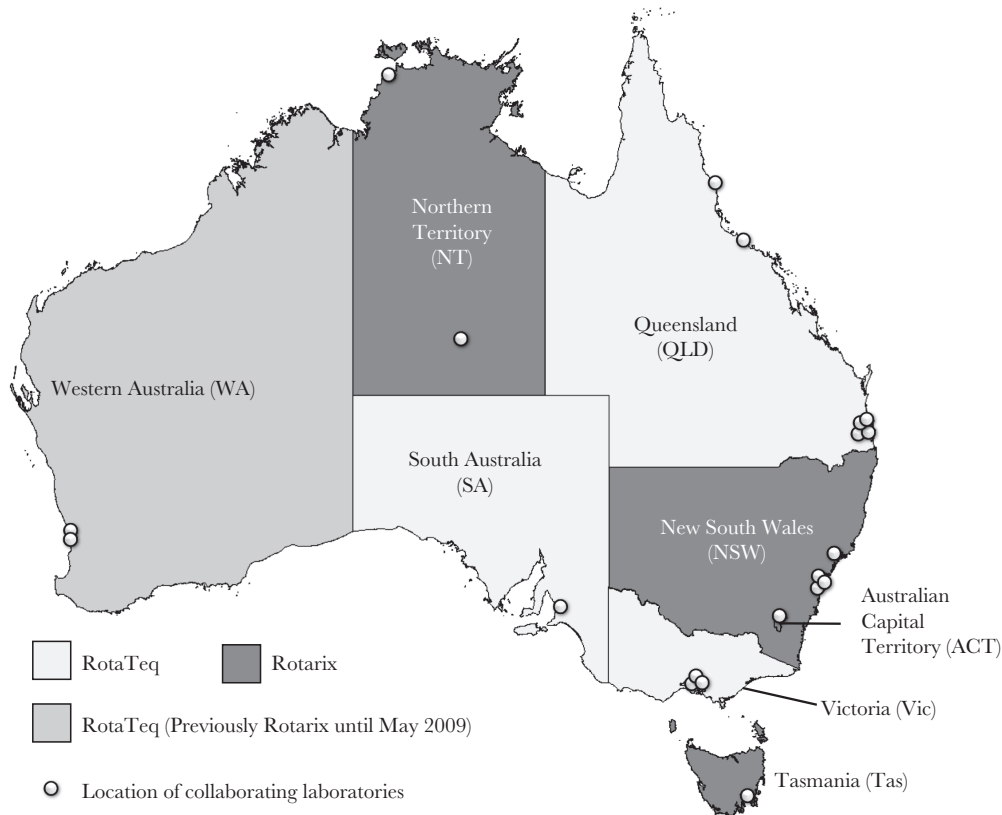 Northern
Territory
(NT)
Queensland
(QLD)
Western Australia (WA)
South Australia
(SA)
New South Wales
(NSW)
Australian
Capital
Territory (ACT)
Victoria (Vic)
Tasmania (Tas)
RotaTeq
Rotarix
RotaTeq (Previously Rotarix until May 2009)
Location of collaborating laboratories